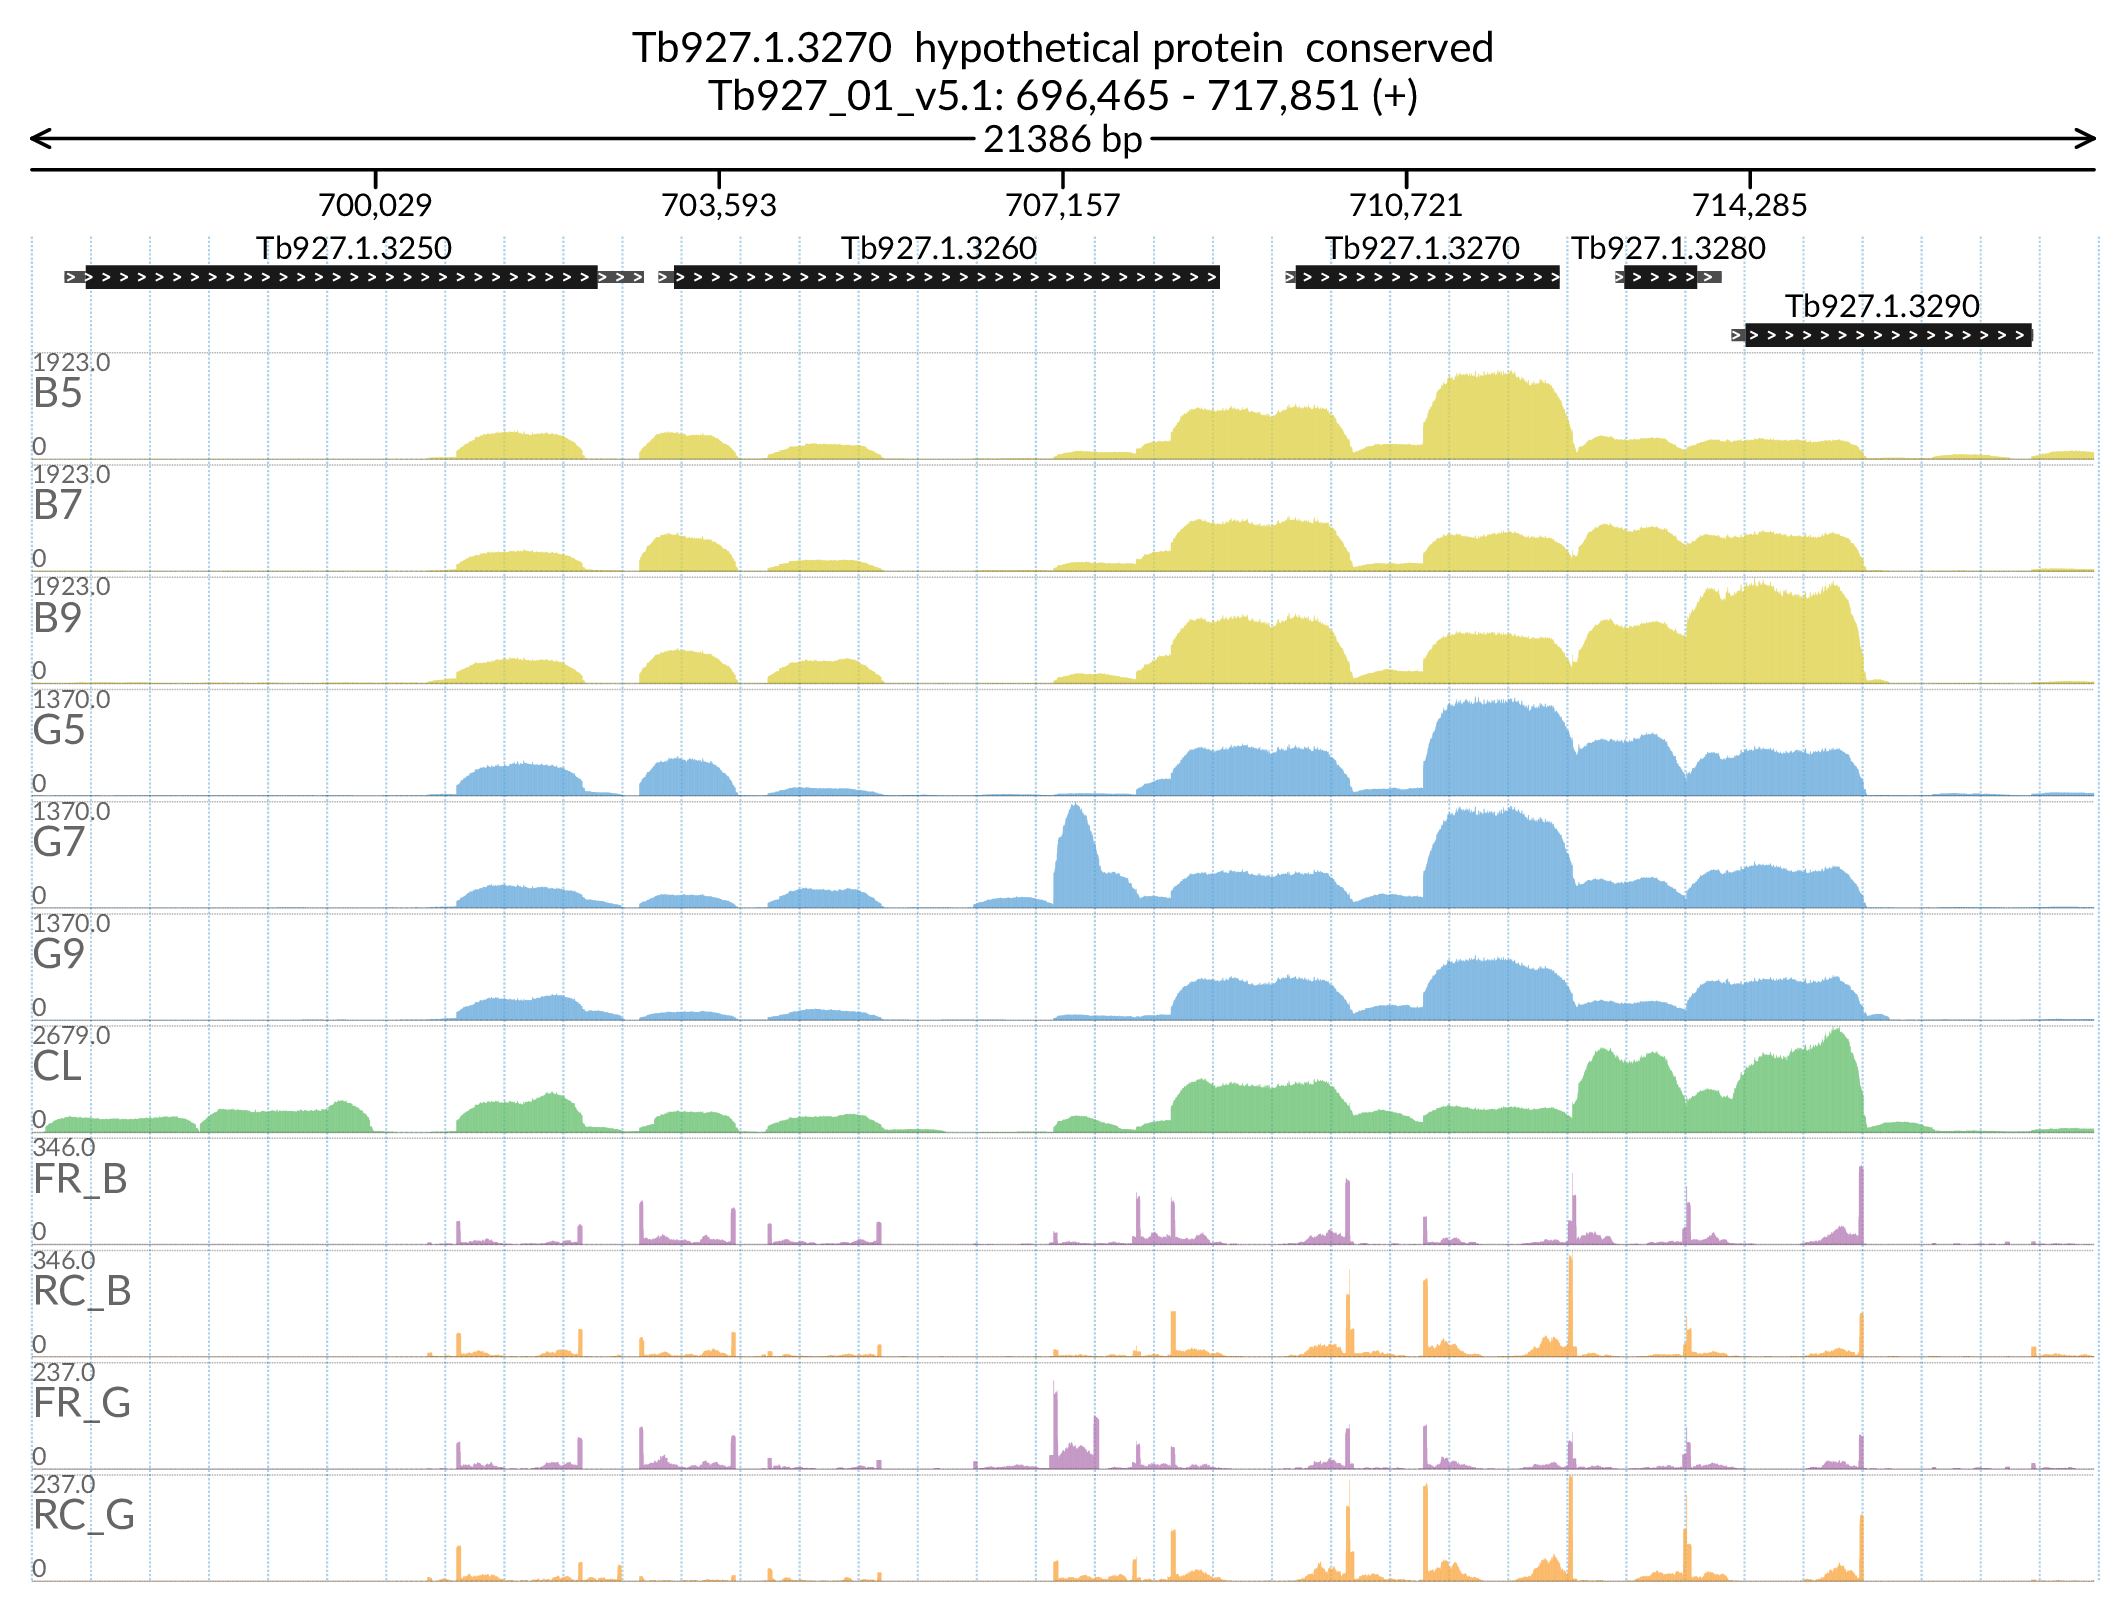 Tb927.1.3270 hypothetical protein conserved
Tb927_01_v5.1: 696,465 - 717,851 (+)
21386 bp
700,029 703,593 707,157 710,721 714,285
Tb927.1.3250 Tb927.1.3260 Tb927.1.3270 Tb927.1.3280
Tb927.1.3290
1923.0
B5
0
1923.0
B7
0
1923.0
B9
0
1370.0
G5
0
1370.0
G7
0
1370.0
G9
0
2679.0
CL
0
346.0
FR_B
0
346.0
RC_B
0
237.0
FR_G
0
237.0
RC_G
0